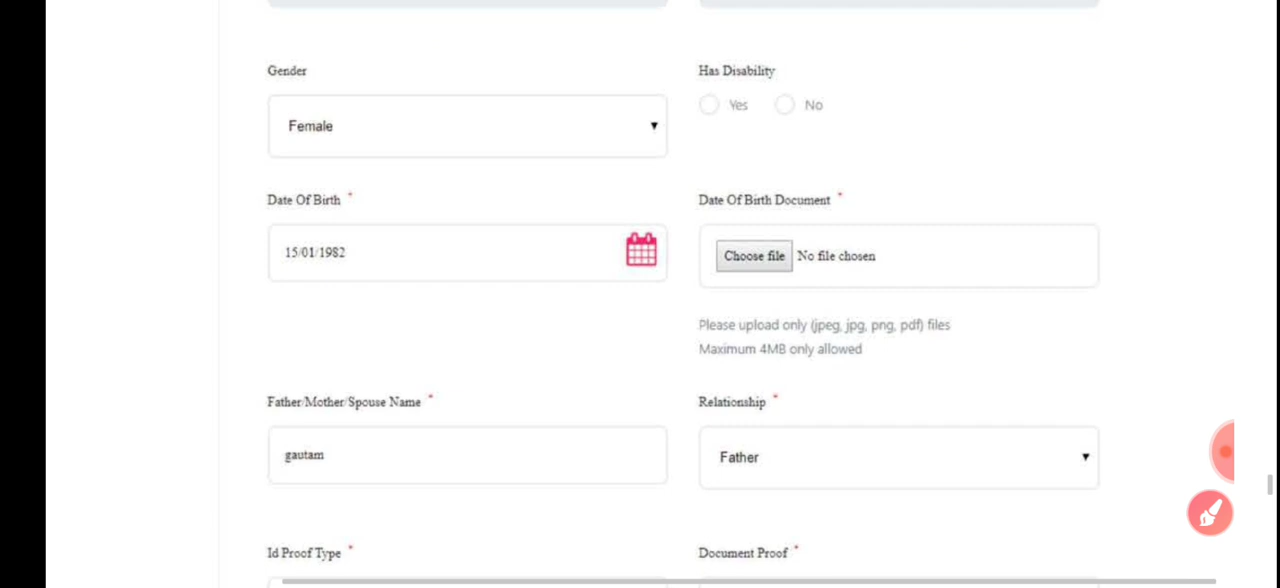 Gender
Has Disability
Female
Yes
No
Date Of Birth *
Date Of Birth Document *
15/01/1982
Choose file No file chosen
Please upload only (jpeg, jpg, png, pdf) files
Maximum 4MB only allowed
Father/Mother/Spouse Name *
Relationship *
gautam
Father
Id Proof Type *
Document Proof *